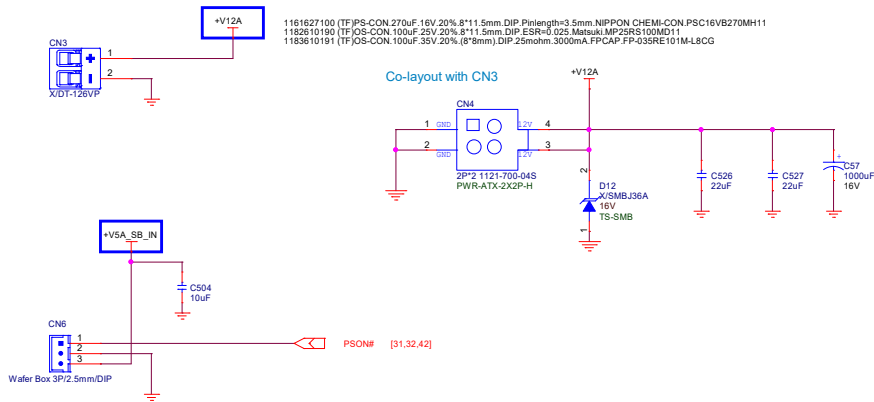 +V12A
1161627100 (TF)PS-CON.270uF.16V.20%.8*11.5mm.DIP.Pinlength=3.5mm.NIPPON CHEMI-CON.PSC16VB270MH11
1182610190 (TF)OS-CON.100uF.25V.20%.8*11.5mm.DIP.ESR=0.025.Matsuki.MP25RS100MD11
1183610191 (TF)OS-CON.100uF.35V.20%.(8*8mm).DIP.25mohm.3000mA.FPCAP.FP-035RE101M-L8CG
CN3
1
+
2
-
X/DT-126VP
Co-layout with CN3
+V12A
CN4
1 GND 12V 4
2 GND 12V 3
2P*2 1121-700-04S
PWR-ATX-2X2P-H
2
D12
X/SMBJ36A
16V
TS-SMB
1
C526
22uF
C527
22uF
+
C57
1000uF
16V
+V5A_SB_IN
C504
10uF
CN6
1
2
3
Wafer Box 3P/2.5mm/DIP
PSON# [31,32,42]